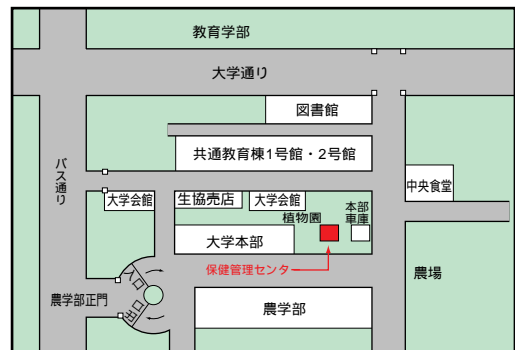 教育学部
大学通り
図書館
共通教育棟1号館・2号館
バス通り
中央食堂
大学会館
生協売店
大学会館
植物園
本部
車庫
大学本部
保健管理センター
農場
入口
出口
農学部正門
農学部